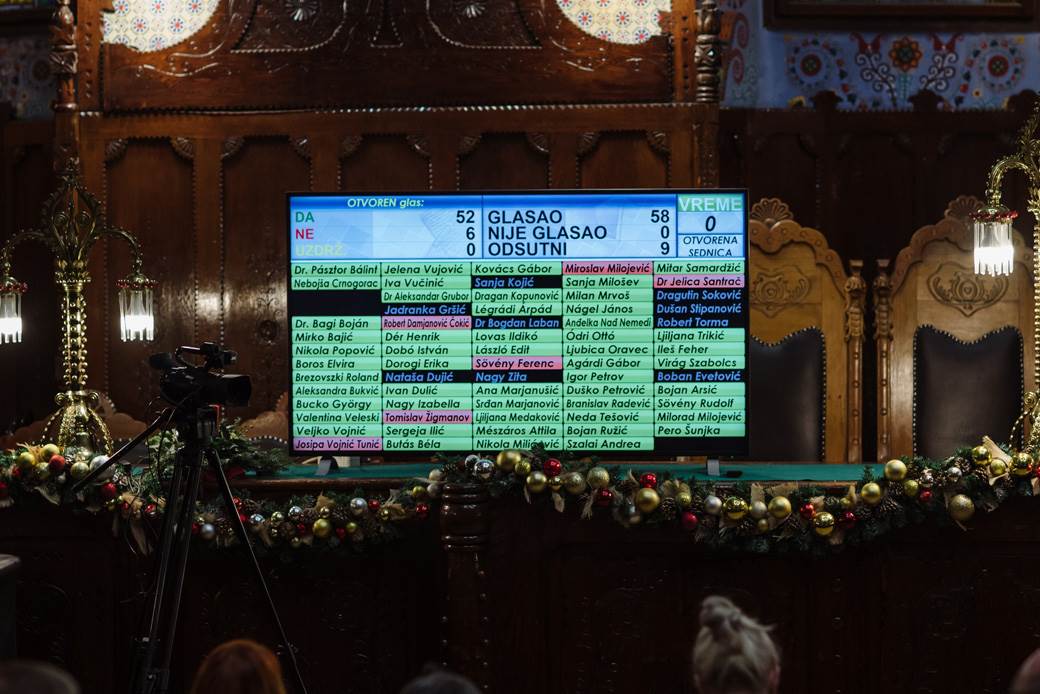 OTVOREN glas:
DA 52
NE 6
UZDRŽ. 0
GLASAO 58
NIJE GLASAO 0
ODSUTNI 9
VREME
0
OTVORENA
SEDNICA
Dr. Pásztor Bálint Jelena Vujović Kovács Gábor Miroslav Milojević Mitar Samardžić
Nebojša Crnogorac Iva Vučinić Sanja Kojić Sanja Milošev Dr Jelica Santrač
Dr Aleksandar Grubor Dragan Kopunović Milan Mrvoš Dragutin Soković
Jadranka Gršić Légrádi Árpád Nágel János Dušan Stipanović
Dr. Bagi Boján Robert Damjanović Čokić Dr Bogdan Laban Anđelka Nad Nemedi Robert Torma
Mirko Bajić Dér Henrik Lovas Ildikó Ódri Ottó Ljiljana Trikić
Nikola Popović Dobó István László Edit Ljubica Oravec Ileš Feher
Boros Elvira Dorogi Erika Sövény Ferenc Agárdi Gábor Virág Szabolcs
Brezovszki Roland Nataša Dujić Nagy Zita Igor Petrov Boban Evetović
Aleksandra Bukvić Ivan Dulić Ana Marjanušić Duško Petrović Bojan Arsić
Bucko György Nagy Izabella Srđan Marjanović Branislav Radević Sövény Rudolf
Valentina Veleski Tomislav Žigmanov Ljiljana Medaković Neda Tešović Milorad Milojević
Veljko Vojnić Sergeja Ilić Mészáros Attila Bojan Ružić Pero Šunjka
Josipa Vojnić Tunić Butás Béla Nikola Szalai Andrea